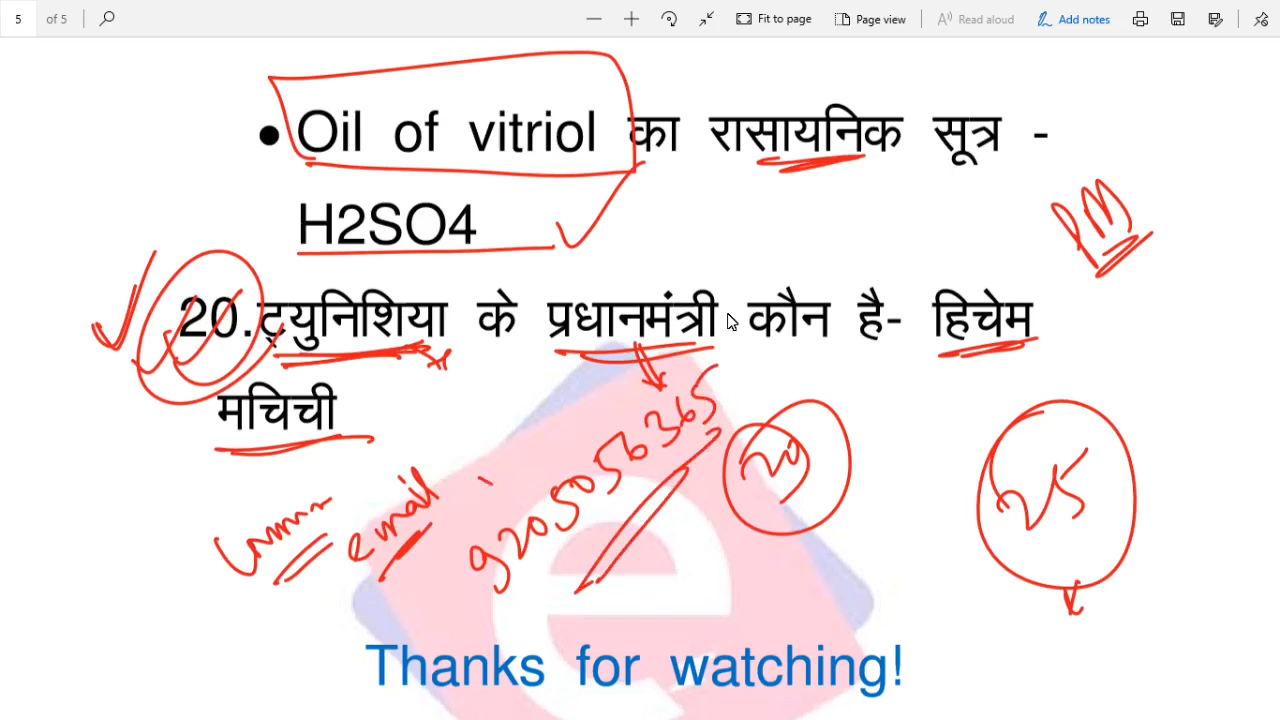 5 of 5 Fit to page Page view Read aloud Add notes
• Oil of vitriol का रासायनिक सूत्र -
H2SO4
PM
20.ट्युनिशिया के प्रधानमंत्री कौन है- हिचेम
मचिची
9205056365
20
25
email
Thanks for watching!